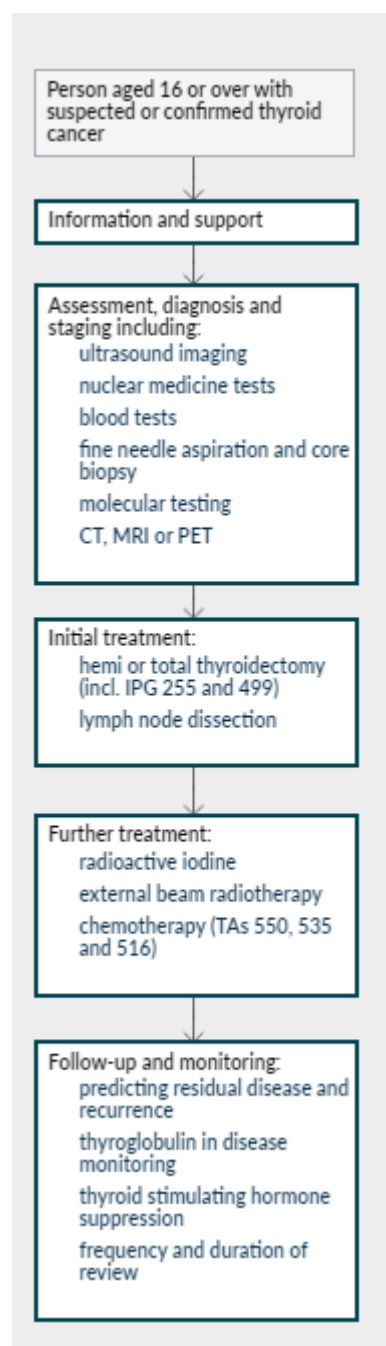 Person aged 16 or over with
suspected or confirmed thyroid
cancer
Information and support
Assessment, diagnosis and
staging including:
ultrasound imaging
nuclear medicine tests
blood tests
fine needle aspiration and core
biopsy
molecular testing
CT, MRI or PET
Initial treatment:
hemi or total thyroidectomy
(incl. IPG 255 and 499)
lymph node dissection
Further treatment:
radioactive iodine
external beam radiotherapy
chemotherapy (TAs 550, 535
and 516)
Follow-up and monitoring:
predicting residual disease and
recurrence
thyroglobulin in disease
monitoring
thyroid stimulating hormone
suppression
frequency and duration of
review